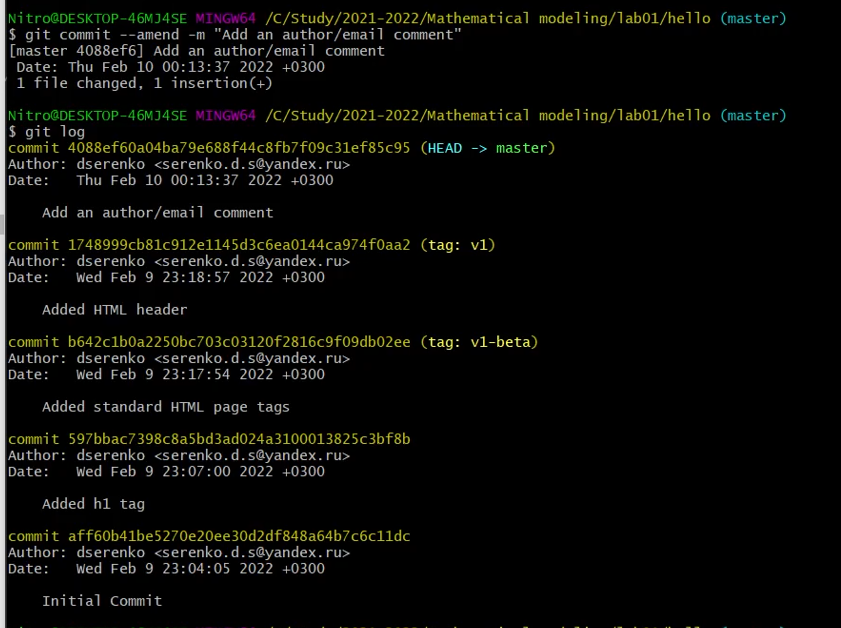 Nitro@DESKTOP-46MJ4SE MINGW64 /C/Study/2021-2022/Mathematical modeling/lab01/hello (master)
$ git commit --amend -m "Add an author/email comment"
[master 4088ef6] Add an author/email comment
 Date: Thu Feb 10 00:13:37 2022 +0300
 1 file changed, 1 insertion(+)

Nitro@DESKTOP-46MJ4SE MINGW64 /C/Study/2021-2022/Mathematical modeling/lab01/hello (master)
$ git log
commit 4088ef60a04ba79e688f44c8fb7f09c31ef85c95 (HEAD -> master)
Author: dserenko <serenko.d.s@yandex.ru>
Date:   Thu Feb 10 00:13:37 2022 +0300

    Add an author/email comment

commit 1748999cb81c912e1145d3c6ea0144ca974f0aa2 (tag: v1)
Author: dserenko <serenko.d.s@yandex.ru>
Date:   Wed Feb 9 23:18:57 2022 +0300

    Added HTML header

commit b642c1b0a2250bc703c03120f2816c9f09db02ee (tag: v1-beta)
Author: dserenko <serenko.d.s@yandex.ru>
Date:   Wed Feb 9 23:17:54 2022 +0300

    Added standard HTML page tags

commit 597bbac7398c8a5bd3ad024a3100013825c3bf8b
Author: dserenko <serenko.d.s@yandex.ru>
Date:   Wed Feb 9 23:07:00 2022 +0300

    Added h1 tag

commit aff60b41be5270e20ee30d2df848a64b7c6c11dc
Author: dserenko <serenko.d.s@yandex.ru>
Date:   Wed Feb 9 23:04:05 2022 +0300

    Initial Commit